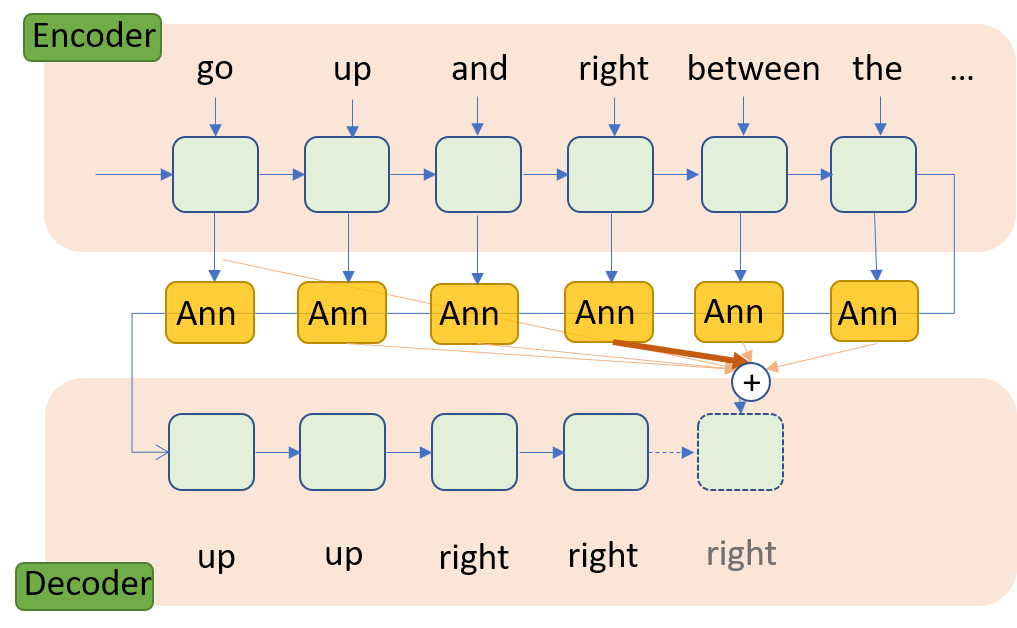 Encoder
go up and right between the ...
Ann Ann Ann Ann Ann Ann
+
up up right right right
Decoder